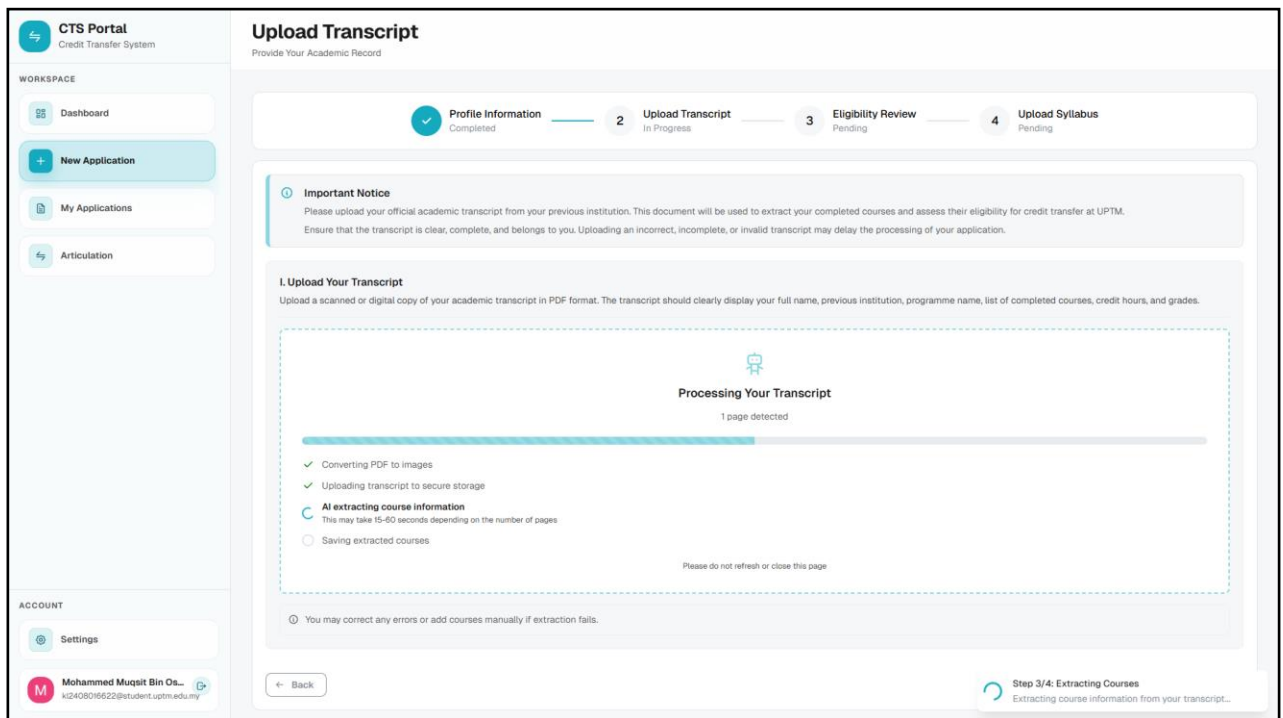 CTS Portal
Credit Transfer System
WORKSPACE
Dashboard
New Application
My Applications
Articulation
ACCOUNT
Settings
M
Mohammed Muqsit Bin Os...
kl2408016622@student.uptm.edu.my
Upload Transcript
Provide Your Academic Record
Profile Information
Completed
2
Upload Transcript
In Progress
3
Eligibility Review
Pending
4
Upload Syllabus
Pending
Important Notice
Please upload your official academic transcript from your previous institution. This document will be used to extract your completed courses and assess their eligibility for credit transfer at UPTM.
Ensure that the transcript is clear, complete, and belongs to you. Uploading an incorrect, incomplete, or invalid transcript may delay the processing of your application.
I. Upload Your Transcript
Upload a scanned or digital copy of your academic transcript in PDF format. The transcript should clearly display your full name, previous institution, programme name, list of completed courses, credit hours, and grades.
Processing Your Transcript
1 page detected
Converting PDF to images
Uploading transcript to secure storage
AI extracting course information
This may take 15-60 seconds depending on the number of pages
Saving extracted courses
Please do not refresh or close this page
You may correct any errors or add courses manually if extraction fails.
← Back
Step 3/4: Extracting Courses
Extracting course information from your transcript...